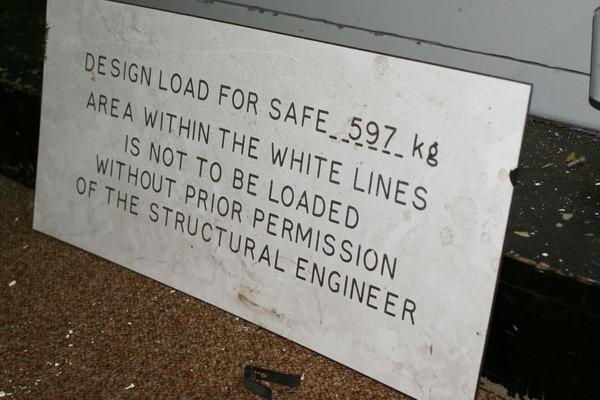 DESIGN LOAD FOR SAFE 597 kg
AREA WITHIN THE WHITE LINES
IS NOT TO BE LOADED
WITHOUT PRIOR PERMISSION
OF THE STRUCTURAL ENGINEER